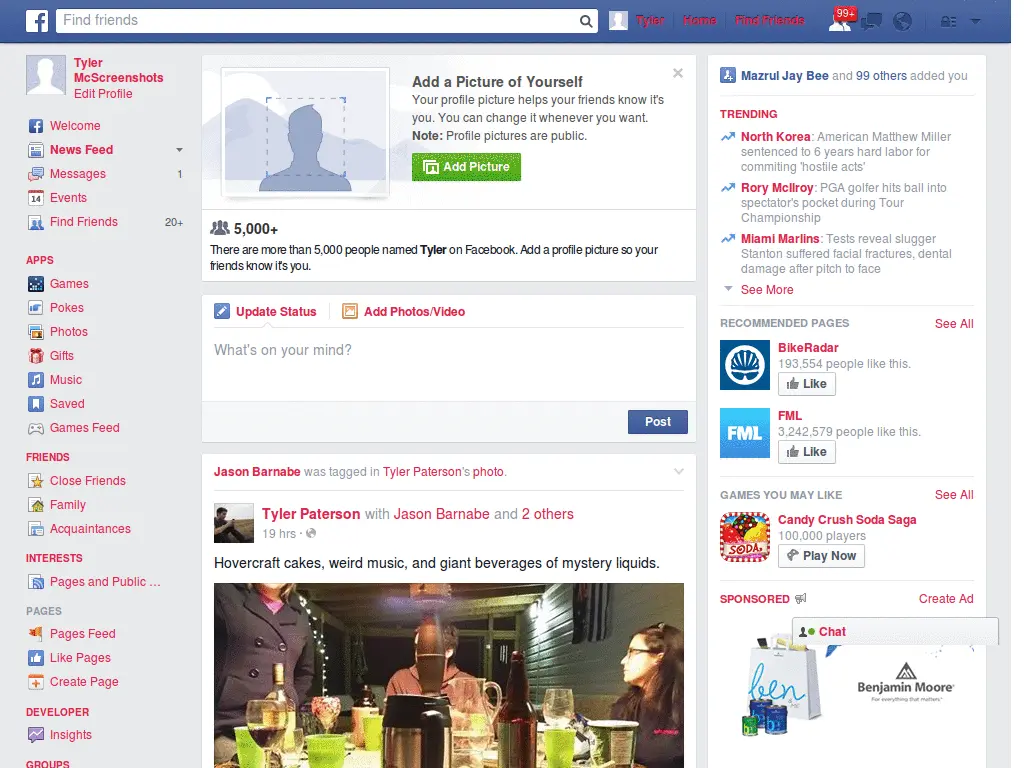 Find friends
Tyler
Home
Find Friends
99+
Tyler
McScreenshots
Edit Profile
Welcome
News Feed
Messages 1
14 Events
Find Friends 20+
APPS
Games
Pokes
Photos
Gifts
Music
Saved
Games Feed
FRIENDS
Close Friends
Family
Acquaintances
INTERESTS
Pages and Public ...
PAGES
Pages Feed
Like Pages
Create Page
DEVELOPER
Insights
GROUPS
Add a Picture of Yourself
Your profile picture helps your friends know it's
you. You can change it whenever you want.
Note: Profile pictures are public.
Add Picture
5,000+
There are more than 5,000 people named Tyler on Facebook. Add a profile picture so your
friends know it's you.
Update Status
Add Photos/Video
What's on your mind?
Post
Jason Barnabe was tagged in Tyler Paterson's photo.
Tyler Paterson with Jason Barnabe and 2 others
19 hrs ·
Hovercraft cakes, weird music, and giant beverages of mystery liquids.
Mazrul Jay Bee and 99 others added you
TRENDING
North Korea: American Matthew Miller
sentenced to 6 years hard labor for
commiting 'hostile acts'
Rory McIlroy: PGA golfer hits ball into
spectator's pocket during Tour
Championship
Miami Marlins: Tests reveal slugger
Stanton suffered facial fractures, dental
damage after pitch to face
See More
RECOMMENDED PAGES See All
BikeRadar
193,554 people like this.
Like
FML
FML
3,242,579 people like this.
Like
GAMES YOU MAY LIKE See All
SODA
Candy Crush Soda Saga
100,000 players
Play Now
SPONSORED Create Ad
Chat
ben
Benjamin Moore
For everything that matters.